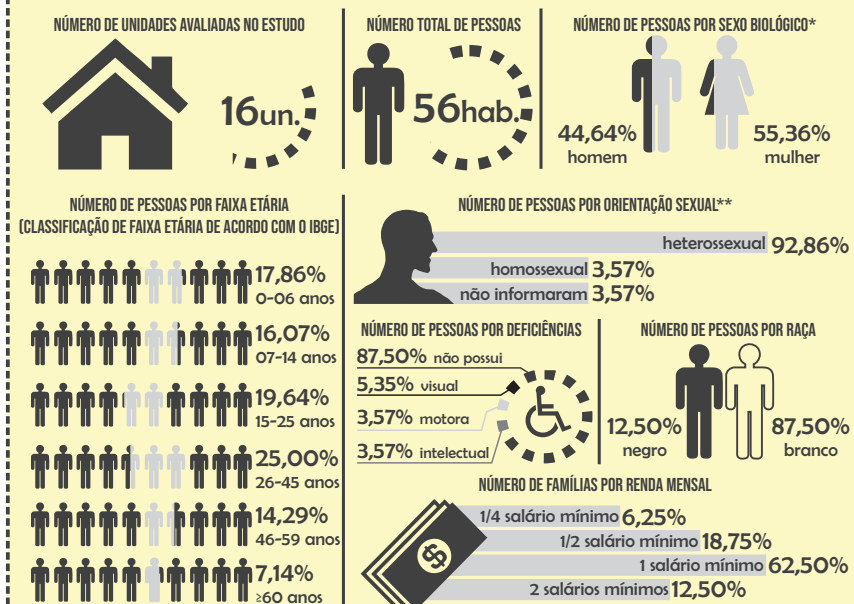 NÚMERO DE UNIDADES AVALIADAS NO ESTUDO
16un.
NÚMERO TOTAL DE PESSOAS
56hab.
NÚMERO DE PESSOAS POR SEXO BIOLÓGICO*
44,64%
homem
55,36%
mulher
NÚMERO DE PESSOAS POR FAIXA ETÁRIA
(CLASSIFICAÇÃO DE FAIXA ETÁRIA DE ACORDO COM O IBGE)
17,86%
0-06 anos
16,07%
07-14 anos
19,64%
15-25 anos
25,00%
26-45 anos
14,29%
46-59 anos
7,14%
≥60 anos
NÚMERO DE PESSOAS POR ORIENTAÇÃO SEXUAL**
heterossexual 92,86%
homossexual 3,57%
não informaram 3,57%
NÚMERO DE PESSOAS POR DEFICIÊNCIAS
87,50% não possui
5,35% visual
3,57% motora
3,57% intelectual
NÚMERO DE PESSOAS POR RAÇA
12,50%
negro
87,50%
branco
NÚMERO DE FAMÍLIAS POR RENDA MENSAL
1/4 salário mínimo 6,25%
1/2 salário mínimo 18,75%
1 salário mínimo 62,50%
2 salários mínimos 12,50%
$